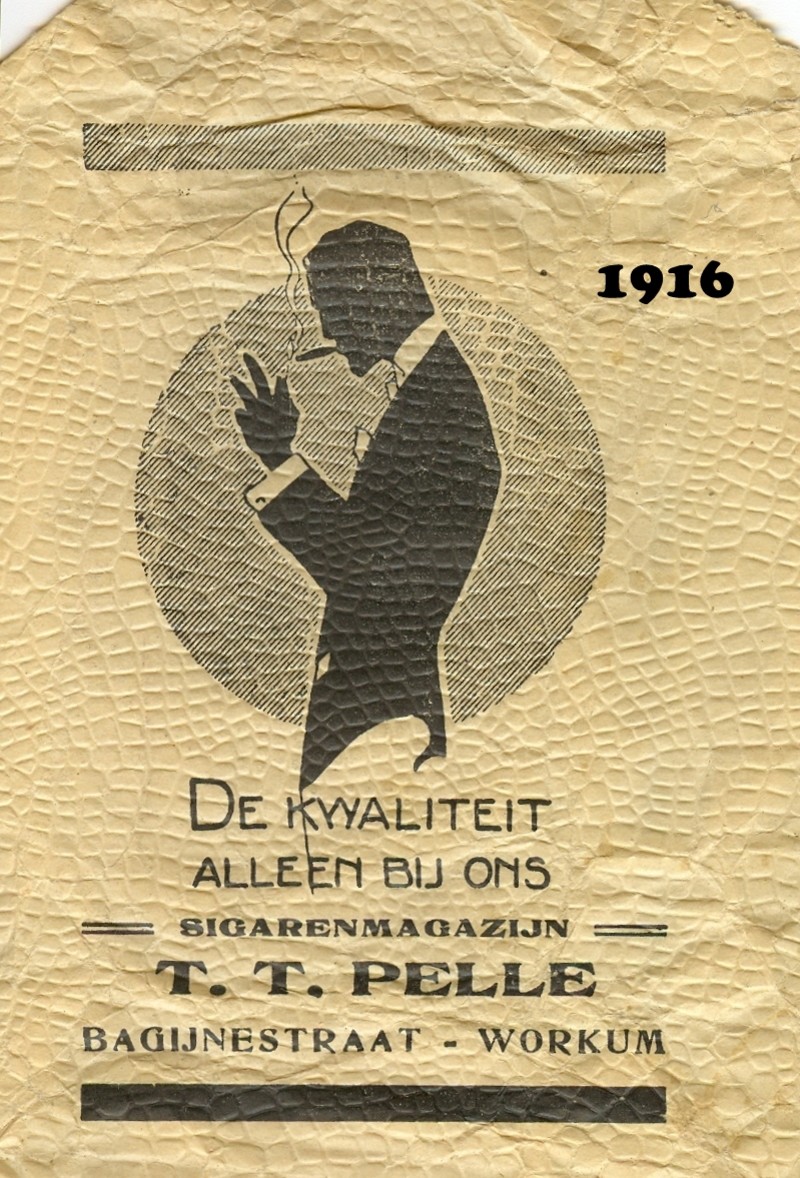 1916
DE KWALITEIT
ALLEEN BIJ ONS
SIGARENMAGAZIJN
T. T. PELLE
BAGIJNESTRAAT - WORKUM